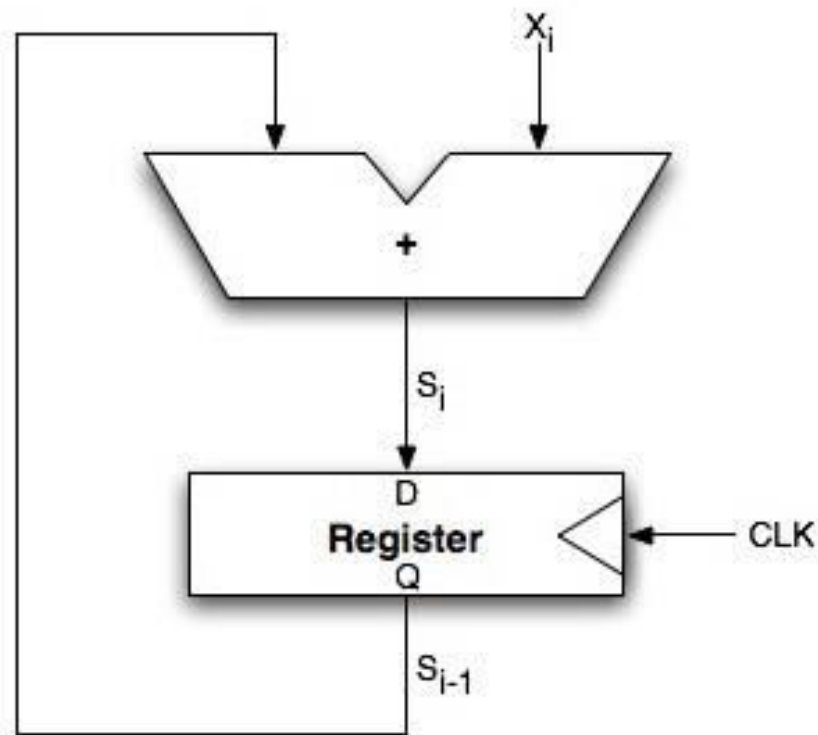 Xi
+
Si
D
Register
CLK
Q
Si-1